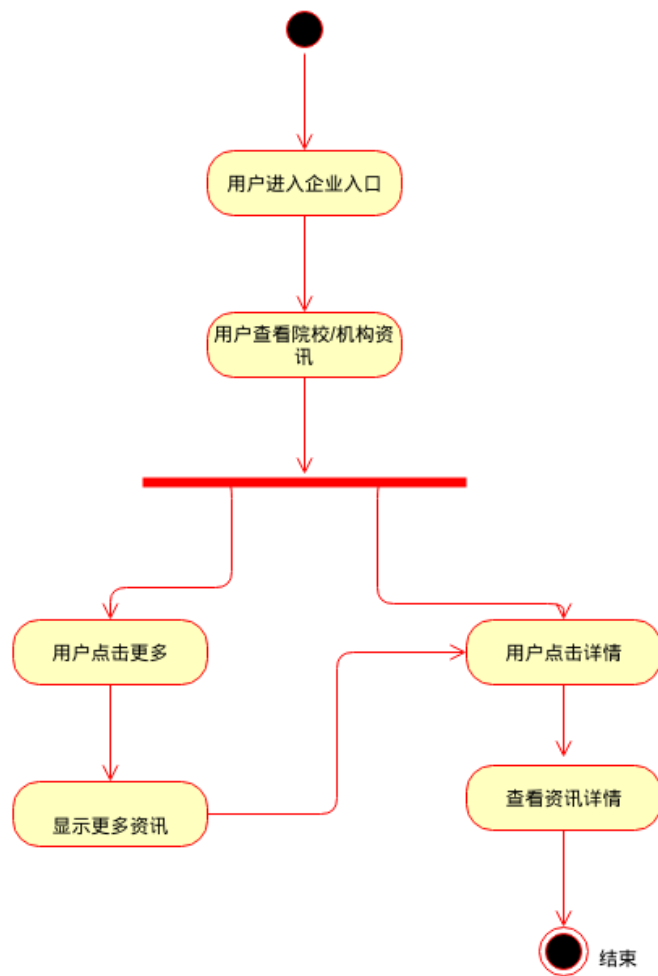 用户进入企业入口
用户查看院校/机构资
讯
用户点击更多
用户点击详情
显示更多资讯
查看资讯详情
结束